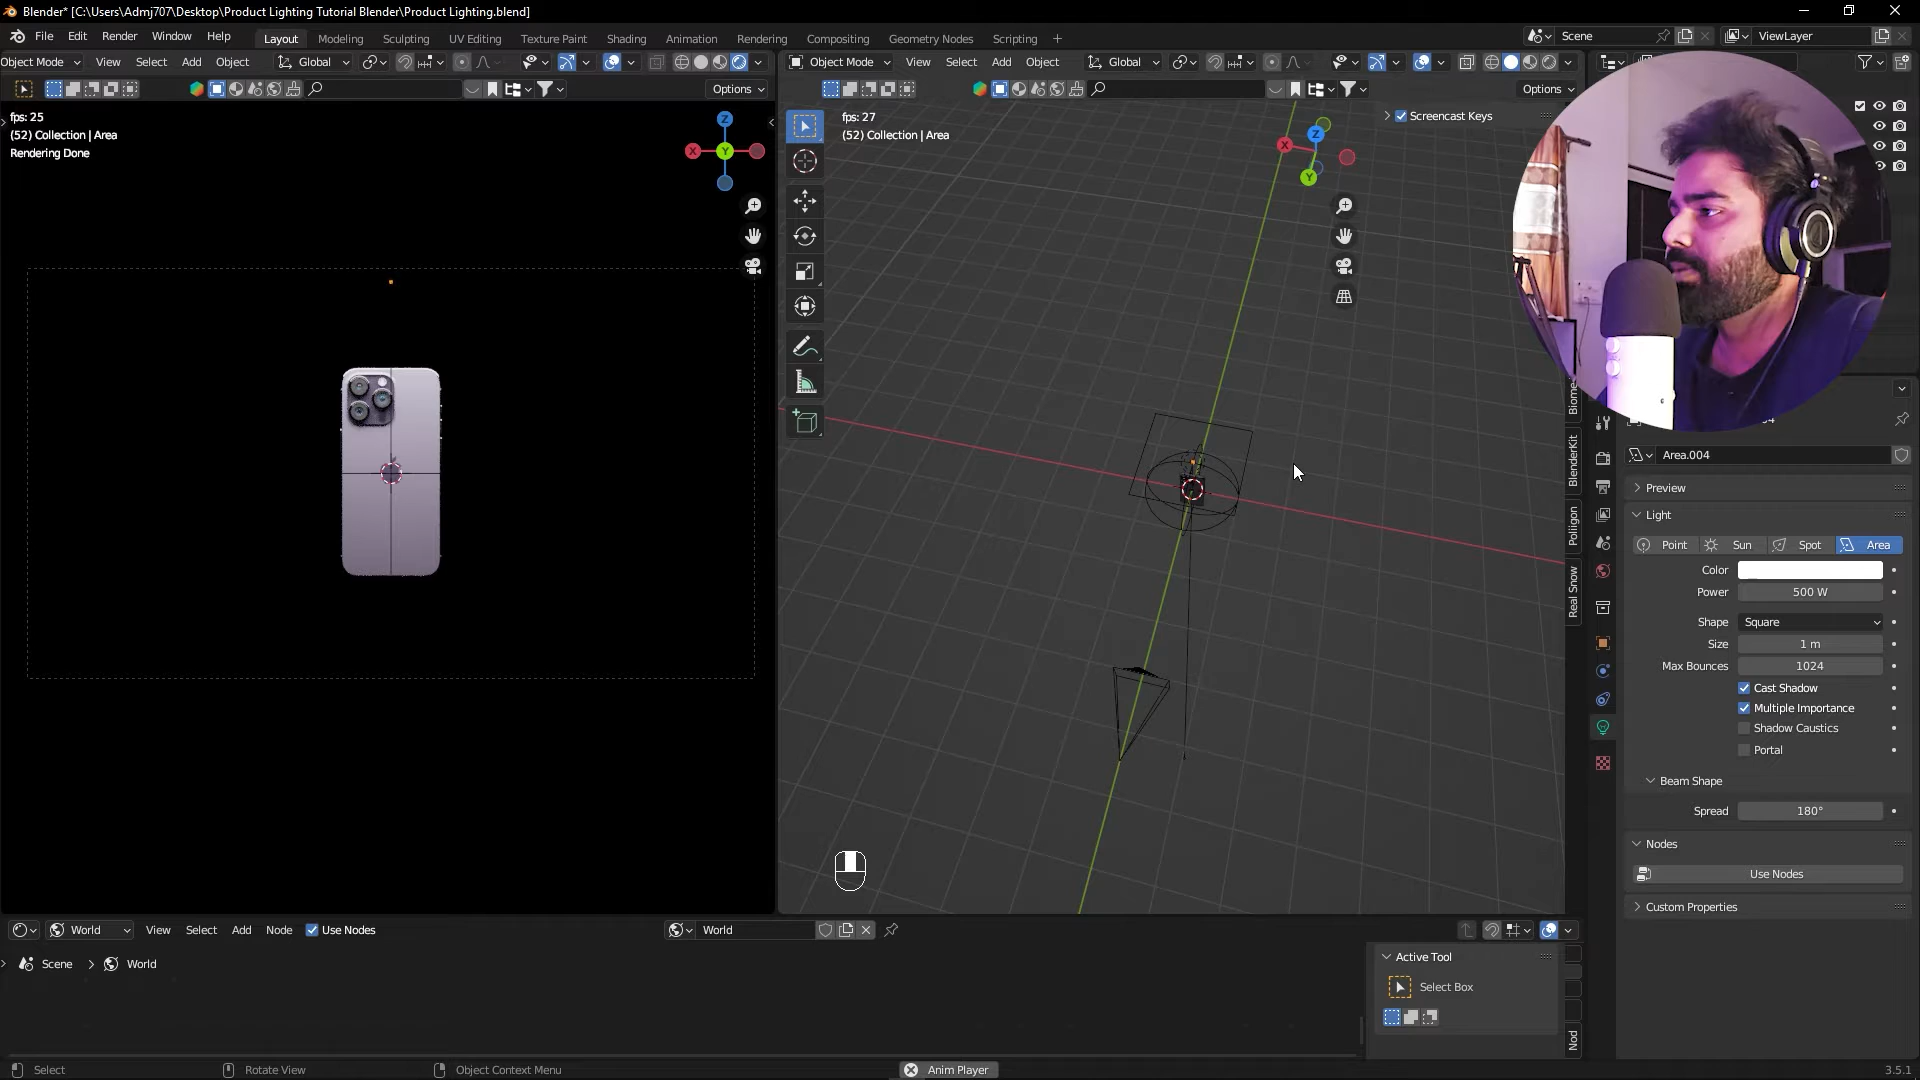 Blender* [C:\Users\Admj707\Desktop\Product Lighting Tutorial Blender\Product Lighting.blend]
File Edit Render Window Help Layout Modeling Sculpting UV Editing Texture Paint Shading Animation Rendering Compositing Geometry Nodes Scripting + Scene ViewLayer
Object Mode View Select Add Object Global Object Mode View Select Add Object Global
Options Options
fps: 25
(52) Collection | Area
Rendering Done
Z
X Y
fps: 27
(52) Collection | Area
Screencast Keys
Z
X
Y
BlenderKit
Poliigon
Real Snow
Area.004
Preview
Light
Point Sun Spot Area
Color
Power 500 W
Shape Square
Size 1 m
Max Bounces 1024
Cast Shadow
Multiple Importance
Shadow Caustics
Portal
Beam Shape
Spread 180°
Nodes
Use Nodes
Custom Properties
World View Select Add Node Use Nodes World
Scene > World
Active Tool
Select Box
Nod
Select Rotate View Object Context Menu Anim Player 3.5.1